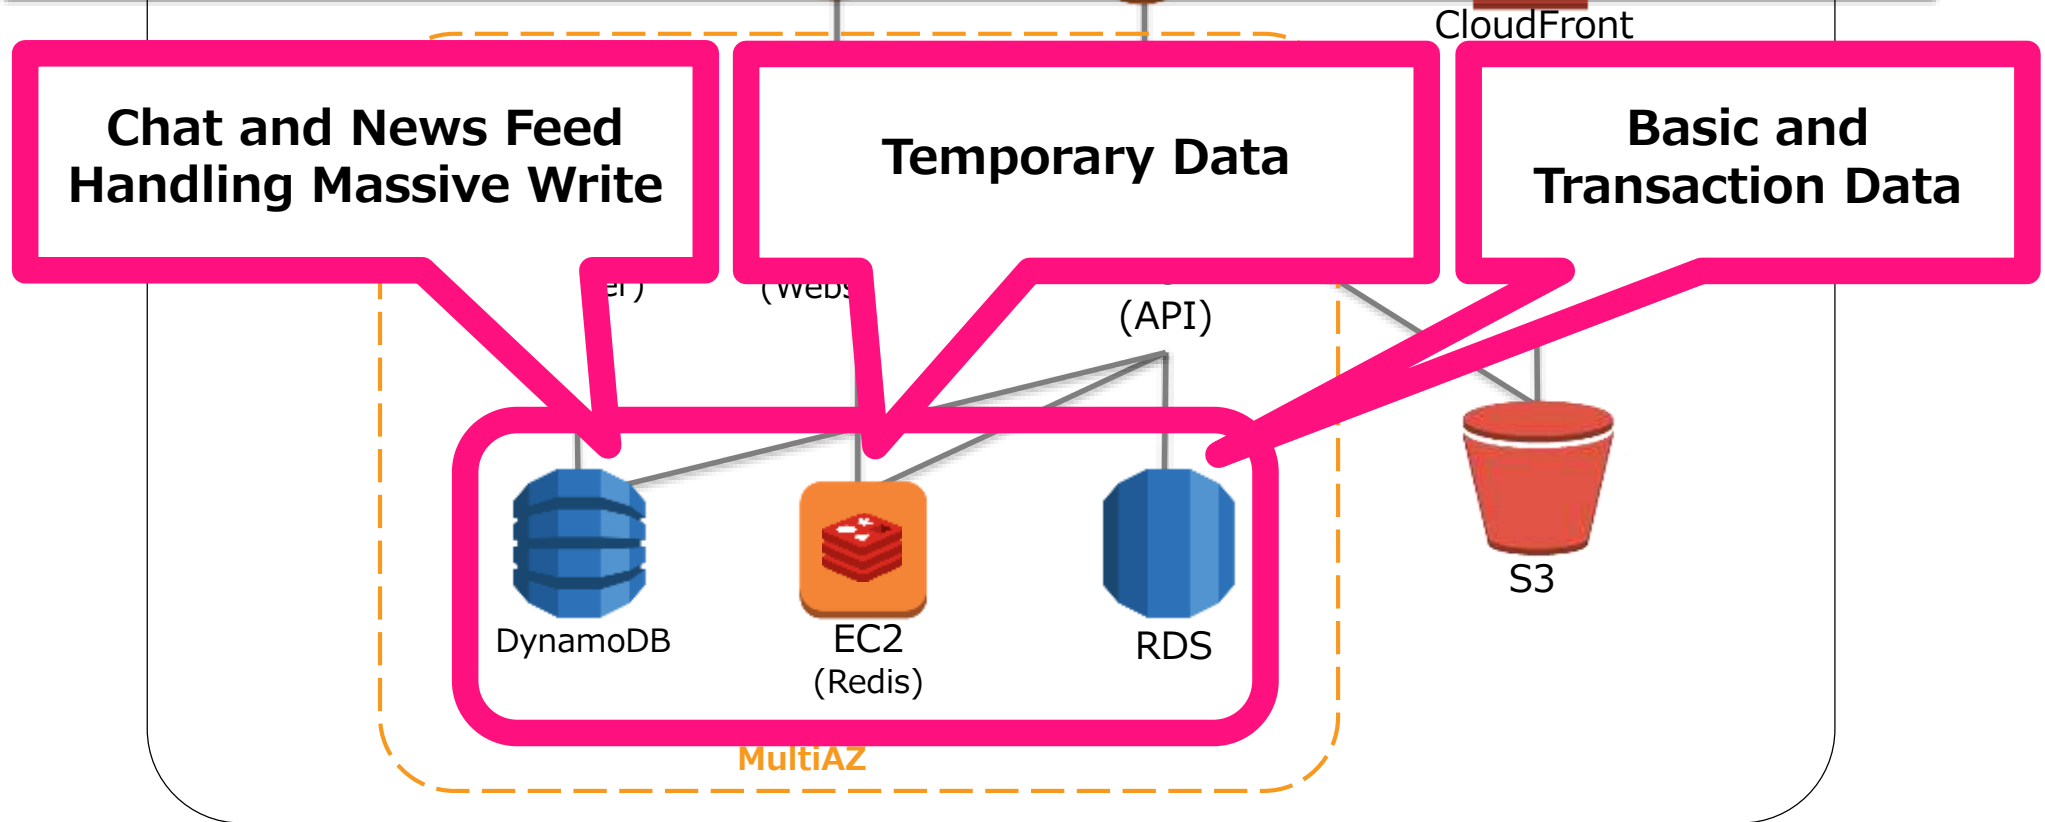 CloudFront
Chat and News Feed
Handling Massive Write
Temporary Data
Basic and
Transaction Data
(API)
DynamoDB
EC2
(Redis)
RDS
S3
MultiAZ